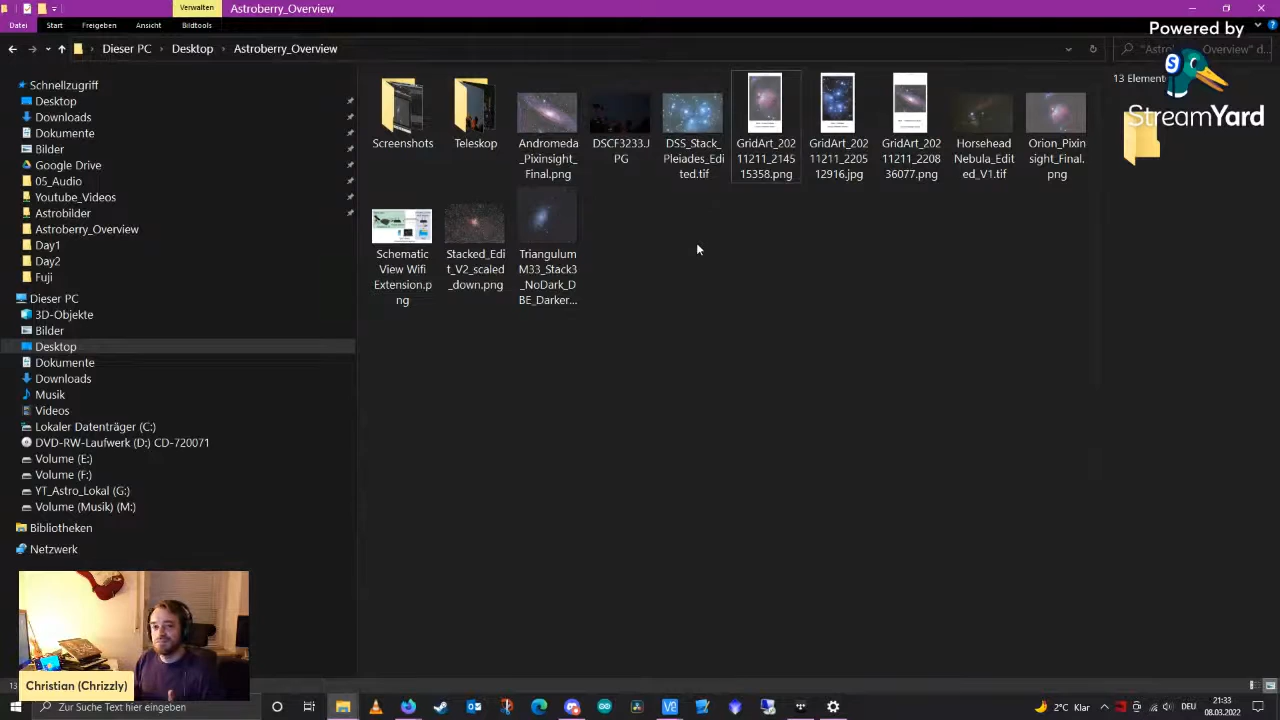 Verwalten
Astroberry_Overview
Datei
Start
Freigeben
Ansicht
Bildtools
Dieser PC
Desktop
Astroberry_Overview
Powered by
StreamYard
13 Element
Schnellzugriff
Desktop
Downloads
Dokumente
Bilder
Google Drive
05_Audio
Youtube_Videos
Astrobilder
Astroberry_Overview
Day1
Day2
Fuji
Dieser PC
3D-Objekte
Bilder
Desktop
Dokumente
Downloads
Musik
Videos
Lokaler Datenträger (C:)
DVD-RW-Laufwerk (D:) CD-720071
Volume (E:)
Volume (F:)
YT_Astro_Lokal (G:)
Volume (Musik) (M:)
Bibliotheken
Netzwerk
Screenshots
Teleskop
Andromeda
_Pixinsight_
Final.png
DSCF3233.J
PG
DSS_Stack_
Pleiades_Edi
ted.tif
GridArt_202
11211_2145
15358.png
GridArt_202
11211_2205
12916.jpg
GridArt_202
11211_2208
36077.png
Horsehead
Nebula_Edit
ed_V1.tif
Orion_Pixin
sight_Final.
png
Schematic
View Wifi
Extension.p
ng
Stacked_Edi
t_V2_scaled
_down.png
Triangulum
M33_Stack3
_NoDark_D
BE_Darker...
Christian (Chrizzly)
13
Zur Suche Text hier eingeben
2°C Klar
DEU
21:33
08.03.2022